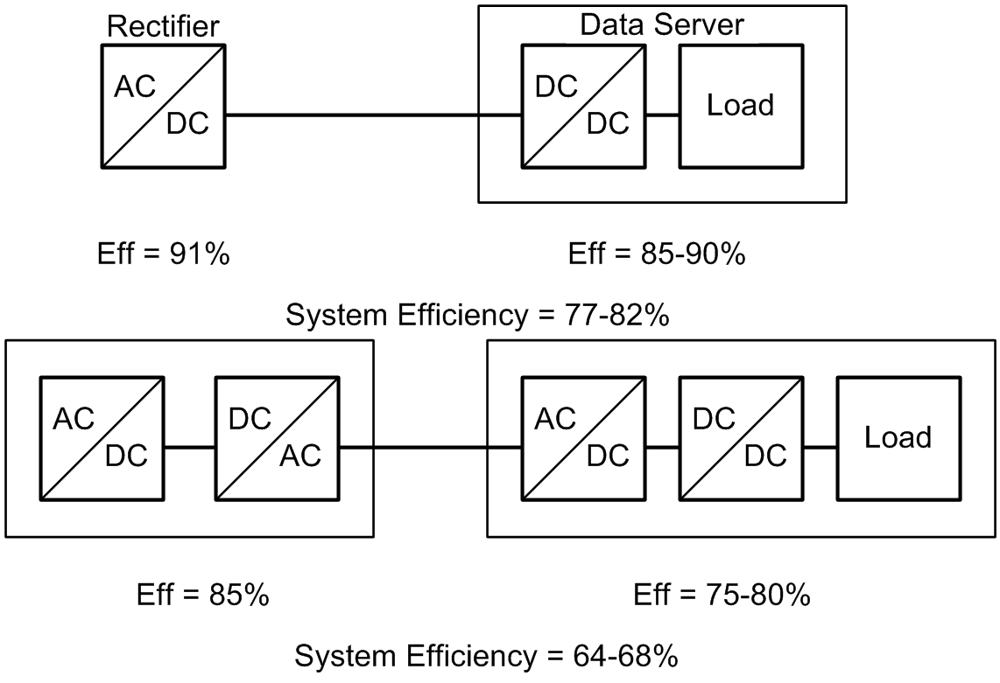 Rectifier
Data Server
AC
DC
DC
DC
Load
Eff = 91%
Eff = 85-90%
System Efficiency = 77-82%
AC
DC
DC
AC
AC
DC
DC
DC
Load
Eff = 85%
Eff = 75-80%
System Efficiency = 64-68%